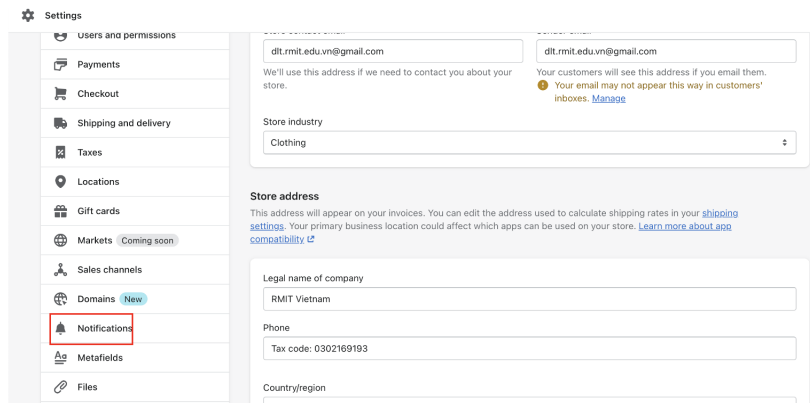 Settings
Users and permissions
Payments
Checkout
Shipping and delivery
Taxes
Locations
Gift cards
Markets Coming soon
Sales channels
Domains New
Notifications
Metafields
Files
dlt.rmit.edu.vn@gmail.com
We'll use this address if we need to contact you about your
store.
dlt.rmit.edu.vn@gmail.com
Your customers will see this address if you email them.
Your email may not appear this way in customers'
inboxes. Manage
Store industry
Clothing
Store address
This address will appear on your invoices. You can edit the address used to calculate shipping rates in your shipping
settings. Your primary business location could affect which apps can be used on your store. Learn more about app
compatibility
Legal name of company
RMIT Vietnam
Phone
Tax code: 0302169193
Country/region